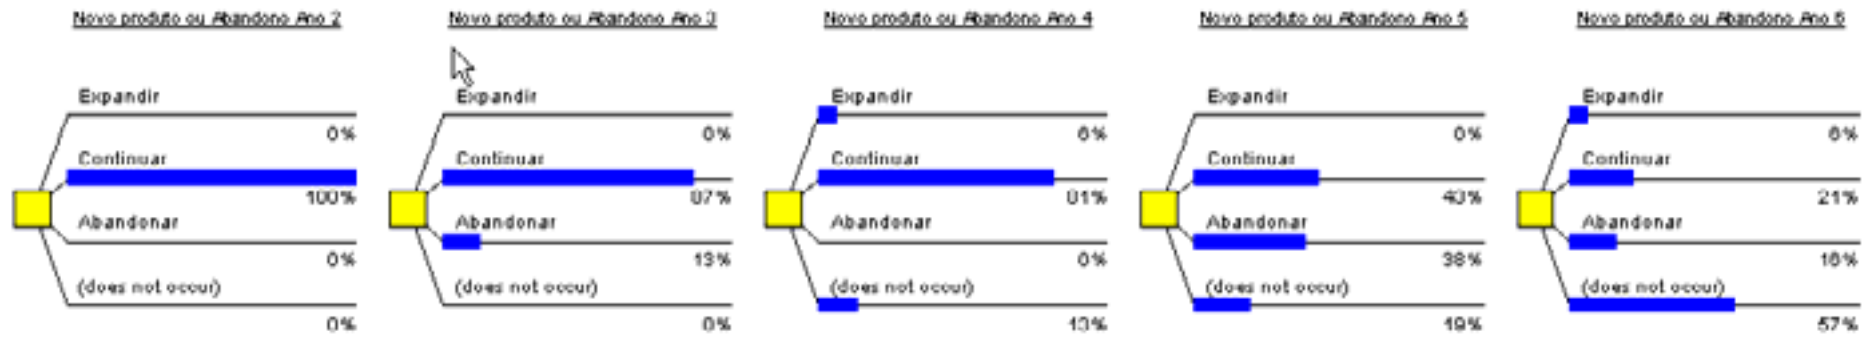 Novo produto ou Abandono Ano 2
Expandir
0%
Continuar
100%
Abandonar
0%
(does not occur)
0%
Novo produto ou Abandono Ano 3
Expandir
0%
Continuar
87%
Abandonar
13%
(does not occur)
0%
Novo produto ou Abandono Ano 4
Expandir
6%
Continuar
81%
Abandonar
0%
(does not occur)
13%
Novo produto ou Abandono Ano 5
Expandir
0%
Continuar
43%
Abandonar
38%
(does not occur)
19%
Novo produto ou Abandono Ano 6
Expandir
6%
Continuar
21%
Abandonar
16%
(does not occur)
57%